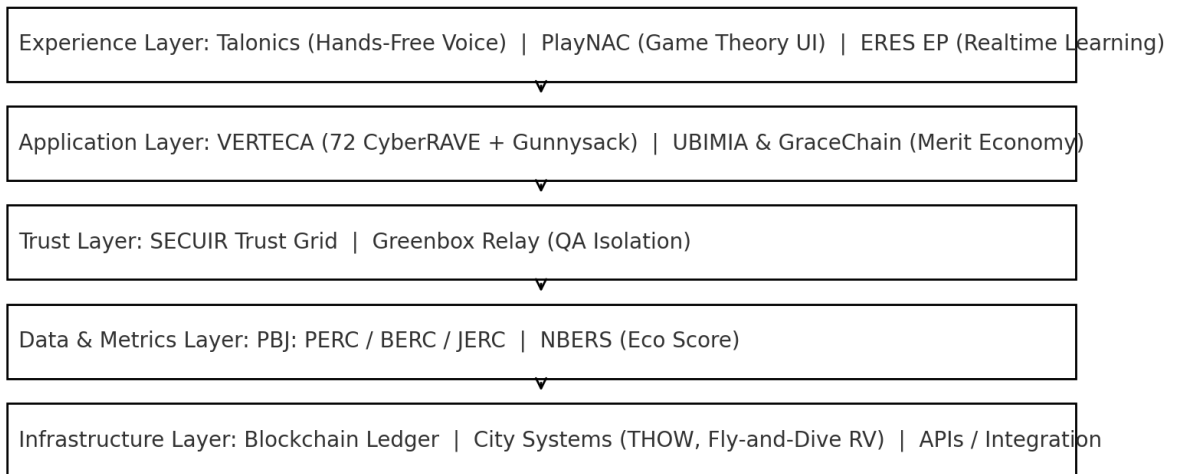 Experience Layer: Talonics (Hands-Free Voice) | PlayNAC (Game Theory UI) | ERES EP (Realtime Learning)
Application Layer: VERTECA (72 CyberRAVE + Gunnysack) | UBIMIA & GraceChain (Merit Economy)
Trust Layer: SECUIR Trust Grid | Greenbox Relay (QA Isolation)
Data & Metrics Layer: PBJ: PERC / BERC / JERC | NBERS (Eco Score)
Infrastructure Layer: Blockchain Ledger | City Systems (THOW, Fly-and-Dive RV) | APIs / Integration